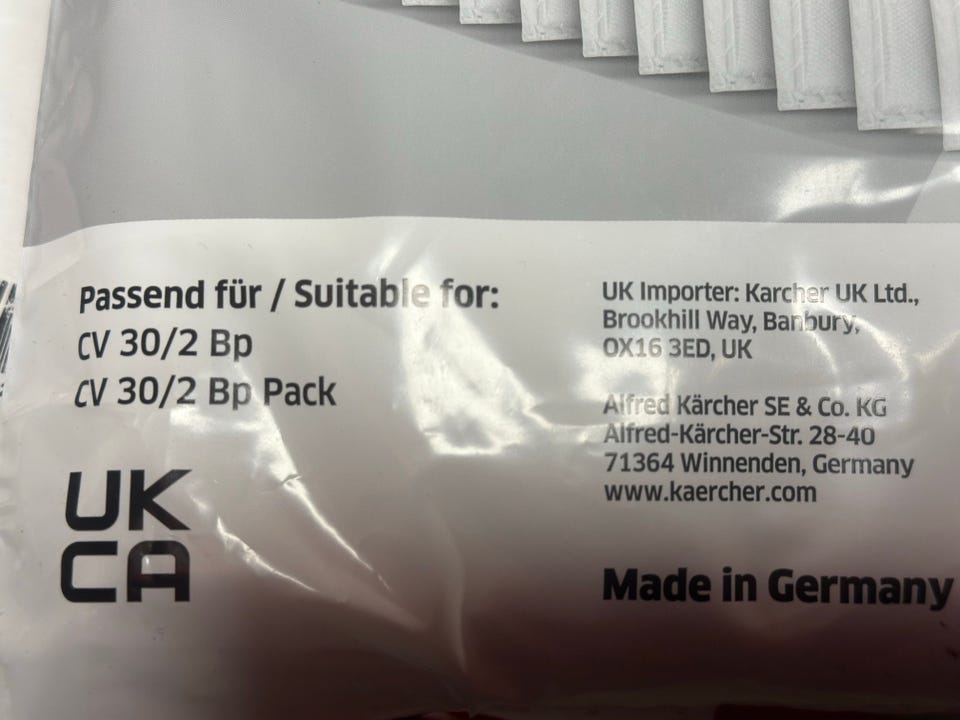 Passend für / Suitable for:
CV 30/2 Bp
CV 30/2 Bp Pack
UK
CA
UK Importer: Karcher UK Ltd.,
Brookhill Way, Banbury,
OX16 3ED, UK
Alfred Kärcher SE & Co. KG
Alfred-Kärcher-Str. 28-40
71364 Winnenden, Germany
www.kaercher.com
Made in Germany